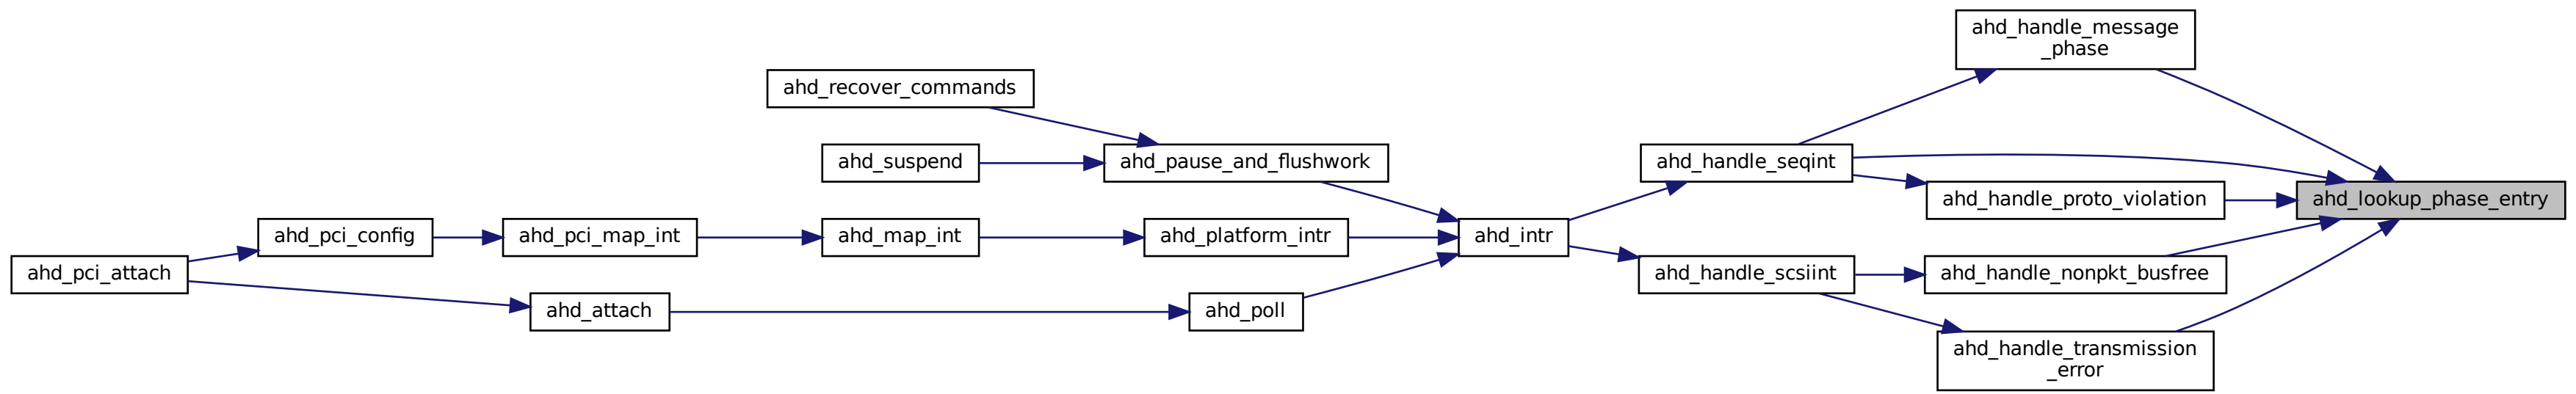 ahd_handle_message
_phase
ahd_recover_commands
ahd_suspend
ahd_pause_and_flushwork
ahd_handle_seqint
ahd_handle_proto_violation
ahd_lookup_phase_entry
ahd_pci_attach
ahd_pci_config
ahd_pci_map_int
ahd_map_int
ahd_platform_intr
ahd_intr
ahd_handle_scsiint
ahd_handle_nonpkt_busfree
ahd_attach
ahd_poll
ahd_handle_transmission
_error